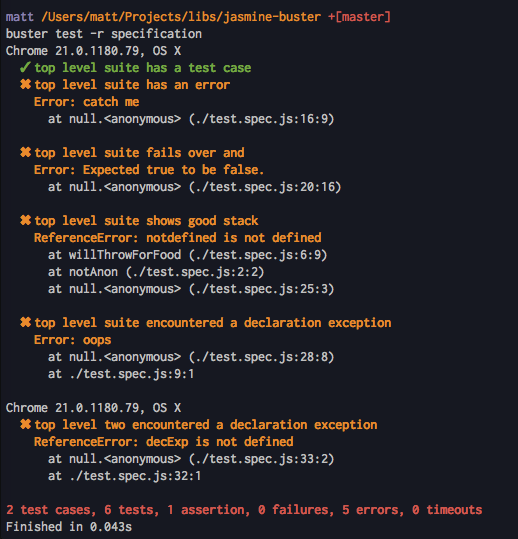 matt /Users/matt/Projects/libs/jasmine-buster +[master]
buster test -r specification
Chrome 21.0.1180.79, OS X
✓ top level suite has a test case
✖ top level suite has an error
Error: catch me
at null.<anonymous> (./test.spec.js:16:9)
✖ top level suite fails over and
Error: Expected true to be false.
at null.<anonymous> (./test.spec.js:20:16)
✖ top level suite shows good stack
ReferenceError: notdefined is not defined
at willThrowForFood (./test.spec.js:6:9)
at notAnon (./test.spec.js:2:2)
at null.<anonymous> (./test.spec.js:25:3)
✖ top level suite encountered a declaration exception
Error: oops
at null.<anonymous> (./test.spec.js:28:8)
at ./test.spec.js:9:1
Chrome 21.0.1180.79, OS X
✖ top level two encountered a declaration exception
ReferenceError: decExp is not defined
at null.<anonymous> (./test.spec.js:33:2)
at ./test.spec.js:32:1
2 test cases, 6 tests, 1 assertion, 0 failures, 5 errors, 0 timeouts
Finished in 0.043s